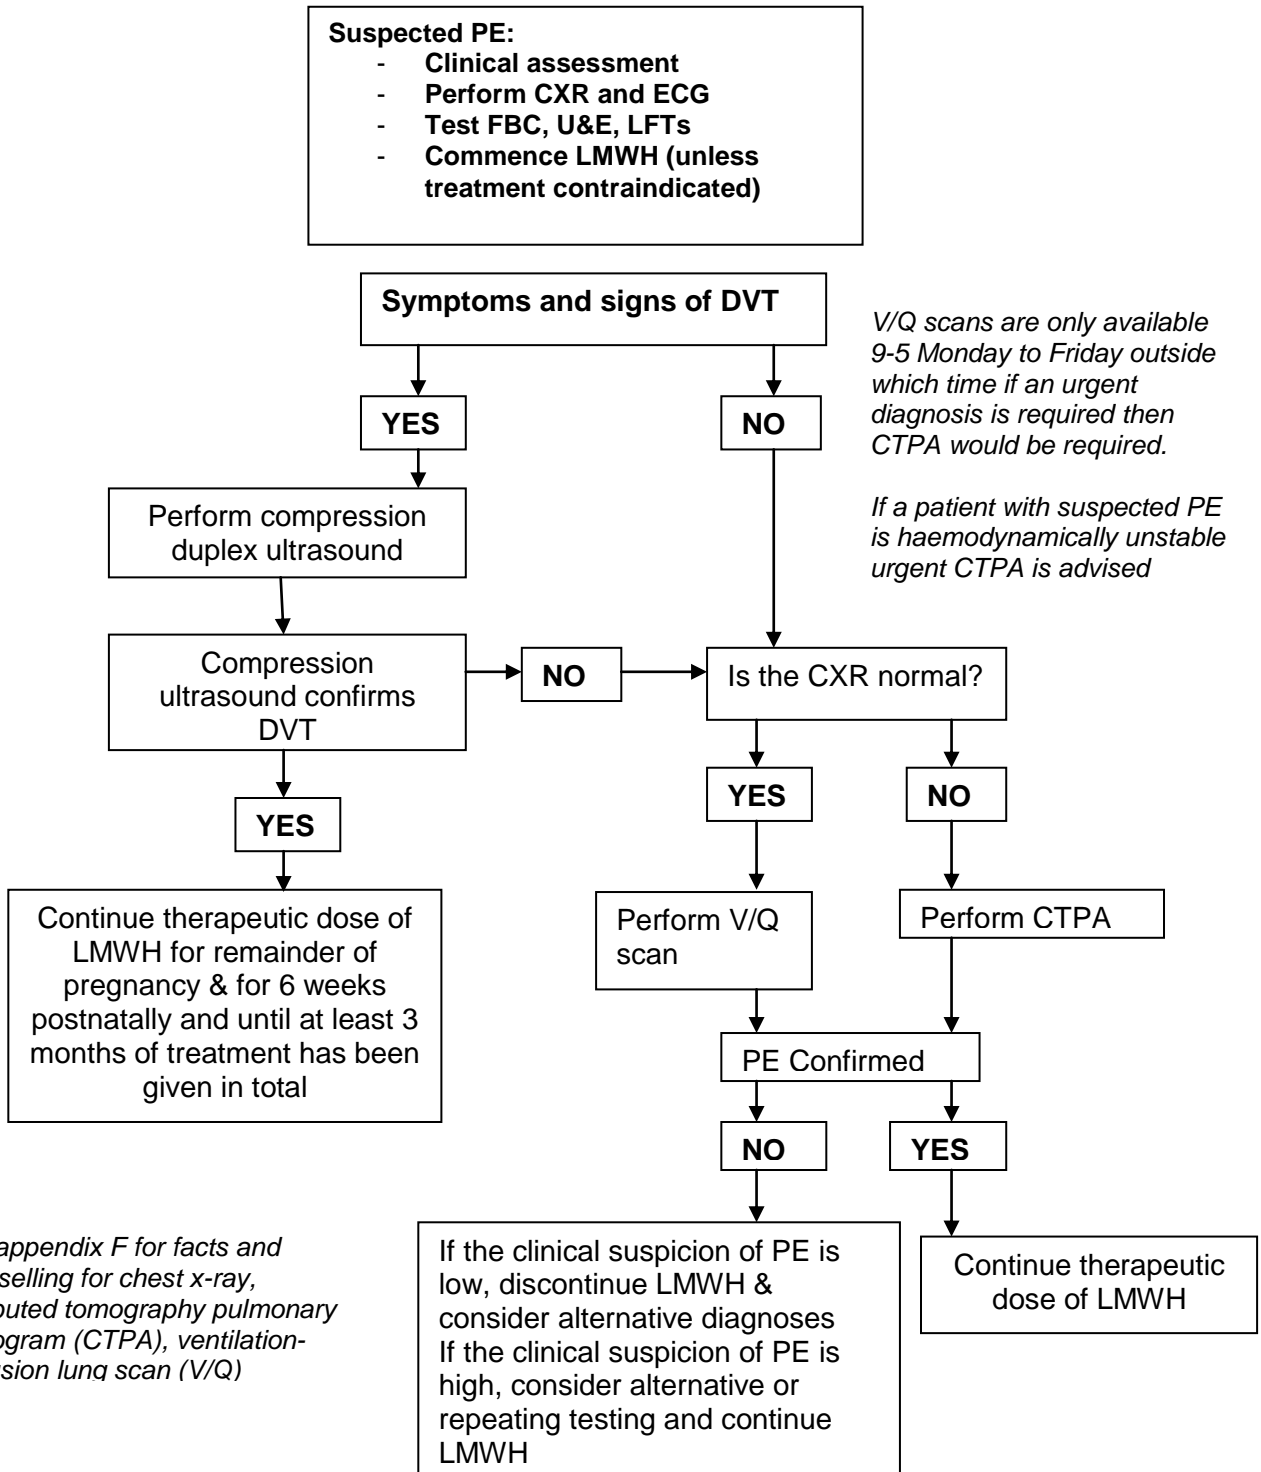 Suspected PE:
- Clinical assessment
- Perform CXR and ECG
- Test FBC, U&E, LFTs
- Commence LMWH (unless
treatment contraindicated)
Symptoms and signs of DVT
V/Q scans are only available
9-5 Monday to Friday outside
which time if an urgent
diagnosis is required then
CTPA would be required.
If a patient with suspected PE
is haemodynamically unstable
urgent CTPA is advised
YES
NO
Perform compression
duplex ultrasound
Compression
ultrasound confirms
DVT
NO
Is the CXR normal?
YES
YES
NO
Continue therapeutic dose of
LMWH for remainder of
pregnancy & for 6 weeks
postnatally and until at least 3
months of treatment has been
given in total
Perform V/Q
scan
Perform CTPA
PE Confirmed
NO
YES
appendix F for facts and
selling for chest x-ray,
puted tomography pulmonary
ogram (CTPA), ventilation-
sion lung scan (V/Q)
If the clinical suspicion of PE is
low, discontinue LMWH &
consider alternative diagnoses
If the clinical suspicion of PE is
high, consider alternative or
repeating testing and continue
LMWH
Continue therapeutic
dose of LMWH